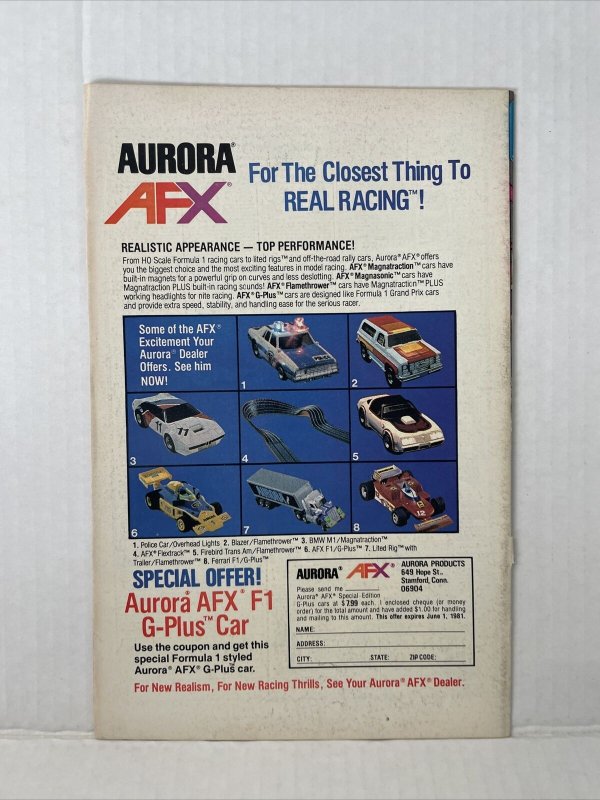 AURORA®
AFX®
For The Closest Thing To
REAL RACING™!
REALISTIC APPEARANCE — TOP PERFORMANCE!
From HO Scale Formula 1 racing cars to lited rigs™ and off-the-road rally cars, Aurora® AFX® offers
you the biggest choice and the most exciting features in model racing. AFX® Magnatraction™ cars have
built-in magnets for a powerful grip on curves and less deslotting. AFX® Magnasonic™ cars have
Magnatraction PLUS built-in racing sounds! AFX® Flamethrower™ cars have Magnatraction™ PLUS
working headlights for nite racing. AFX® G-Plus™ cars are designed like Formula 1 Grand Prix cars
and provide extra speed, stability, and handling ease for the serious racer.
Some of the AFX®
Excitement Your
Aurora® Dealer
Offers. See him
NOW!
1
2
11
11
3
4
5
6
7
12
8
1. Police Car/Overhead Lights 2. Blazer/Flamethrower™ 3. BMW M1/Magnatraction™
4. AFX® Flextrack™ 5. Firebird Trans Am/Flamethrower™ 6. AFX F1/G-Plus™ 7. Lited Rig™ with
Trailer/Flamethrower™ 8. Ferrari F1/G-Plus™
SPECIAL OFFER!
Aurora® AFX® F1
G-Plus™ Car
Use the coupon and get this
special Formula 1 styled
Aurora® AFX® G-Plus® car.
AURORA® AFX®
AURORA PRODUCTS
649 Hope St.,
Stamford, Conn.
06904
Please send me
Aurora® AFX® Special-Edition
G-Plus cars at $7.99 each. I enclosed cheque (or money
order) for the total amount and have added $1.00 for handling
and mailing to this amount. This offer expires June 1, 1981.
NAME:
ADDRESS:
CITY: STATE: ZIP CODE:
For New Realism, For New Racing Thrills, See Your Aurora® AFX® Dealer.